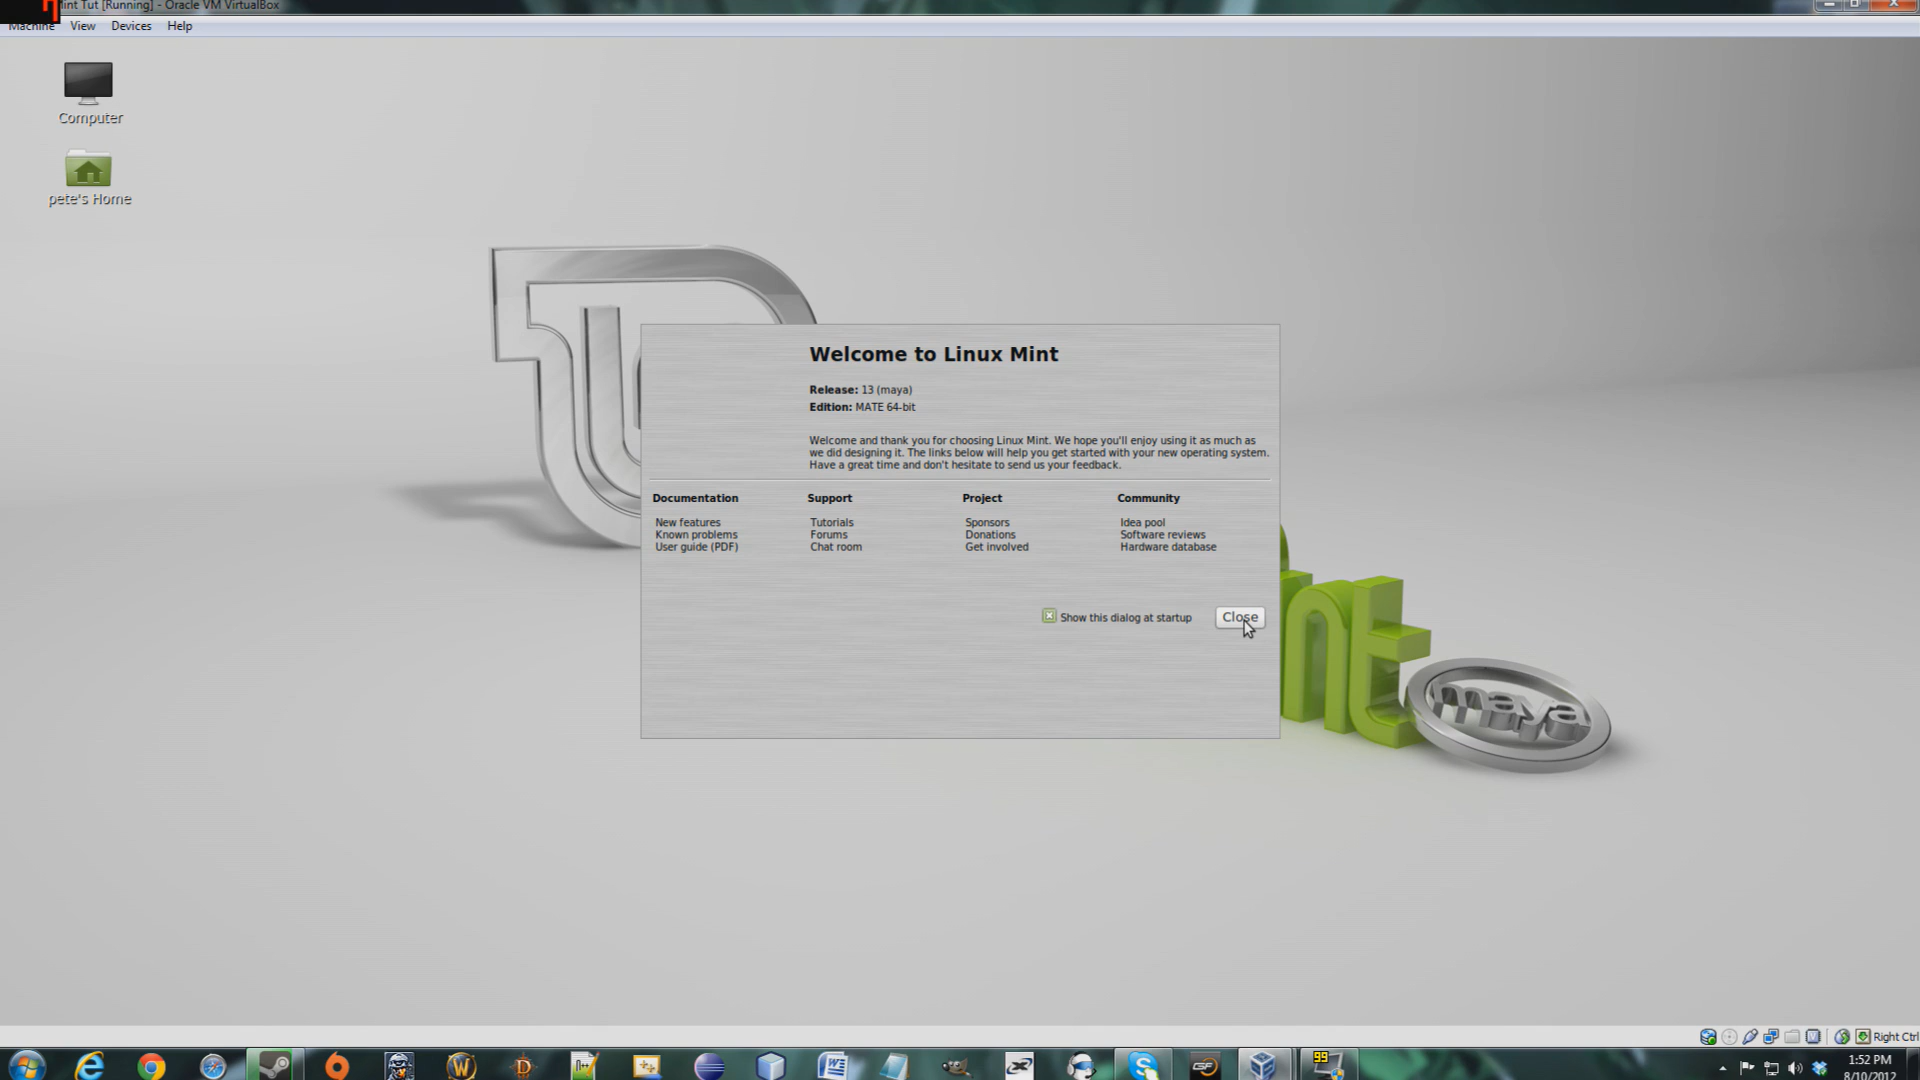 Mint Tut [Running] - Oracle VM VirtualBox
Machine View Devices Help
Computer
pete's Home
Welcome to Linux Mint
Release: 13 (maya)
Edition: MATE 64-bit
Welcome and thank you for choosing Linux Mint. We hope you'll enjoy using it as much as
we did designing it. The links below will help you get started with your new operating system.
Have a great time and don't hesitate to send us your feedback.
Documentation Support Project Community
New features Tutorials Sponsors Idea pool
Known problems Forums Donations Software reviews
User guide (PDF) Chat room Get involved Hardware database
Show this dialog at startup Close
nt
maya
Right Ctrl
99
1:52 PM
8/10/2012